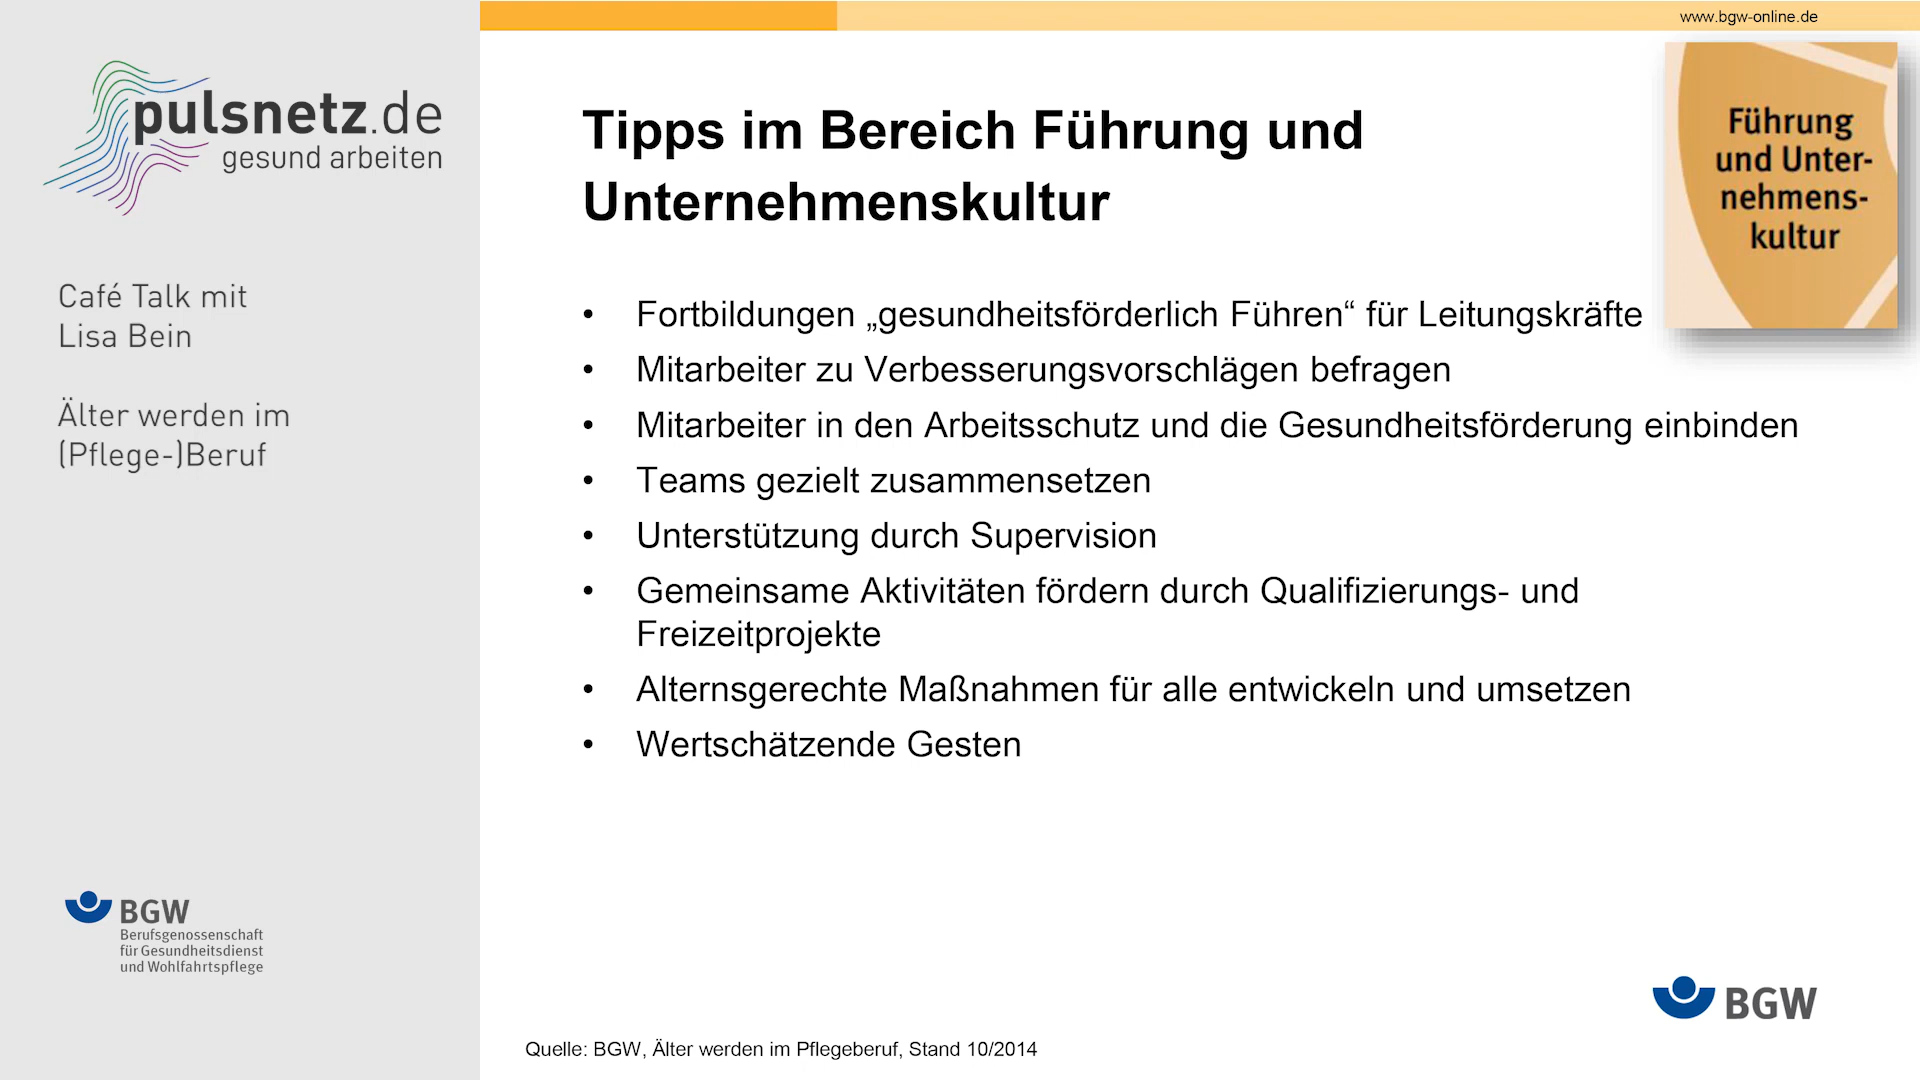 www.bgw-online.de
pulsnetz.de
gesund arbeiten
Café Talk mit
Lisa Bein
Älter werden im
(Pflege-)Beruf
BGW
Berufsgenossenschaft
für Gesundheitsdienst
und Wohlfahrtspflege
Tipps im Bereich Führung und
Unternehmenskultur
Führung
und Unter-
nehmens-
kultur
• Fortbildungen „gesundheitsförderlich Führen“ für Leitungskräfte
• Mitarbeiter zu Verbesserungsvorschlägen befragen
• Mitarbeiter in den Arbeitsschutz und die Gesundheitsförderung einbinden
• Teams gezielt zusammensetzen
• Unterstützung durch Supervision
• Gemeinsame Aktivitäten fördern durch Qualifizierungs- und
Freizeitprojekte
• Alternsgerechte Maßnahmen für alle entwickeln und umsetzen
• Wertschätzende Gesten
BGW
Quelle: BGW, Älter werden im Pflegeberuf, Stand 10/2014